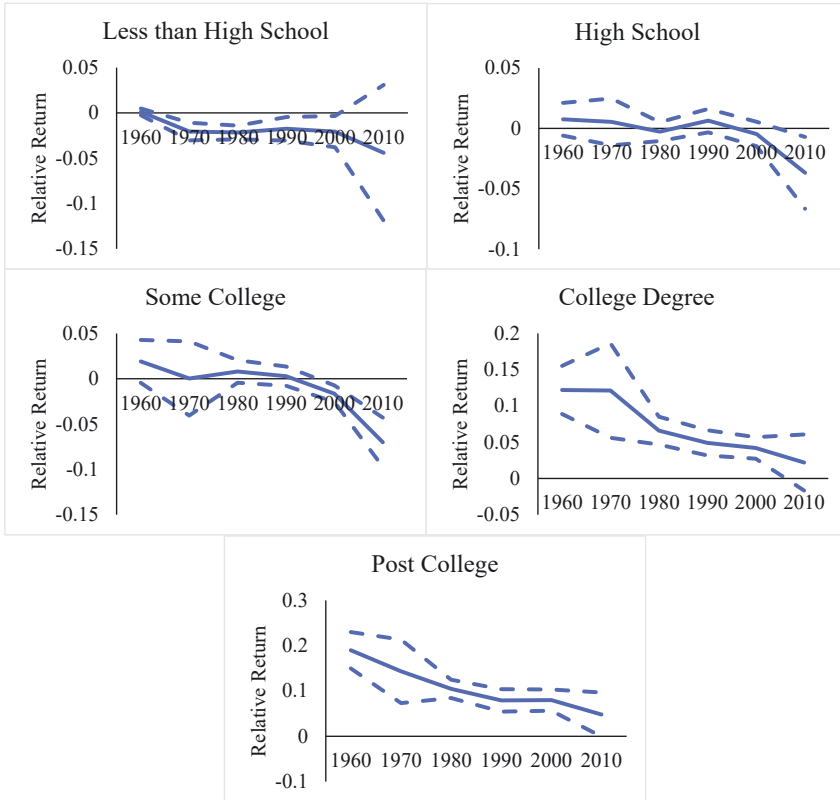 Less than High School
0.05
0
-0.05
-0.1
-0.15
Relative Return
1960 1970 1980 1990 2000 2010
High School
0.05
0
-0.05
-0.1
Relative Return
1960 1970 1980 1990 2000 2010
Some College
0.05
0
-0.05
-0.1
-0.15
Relative Return
1960 1970 1980 1990 2000 2010
College Degree
0.2
0.15
0.1
0.05
0
-0.05
Relative Return
1960 1970 1980 1990 2000 2010
Post College
0.3
0.2
0.1
0
-0.1
Relative Return
1960 1970 1980 1990 2000 2010